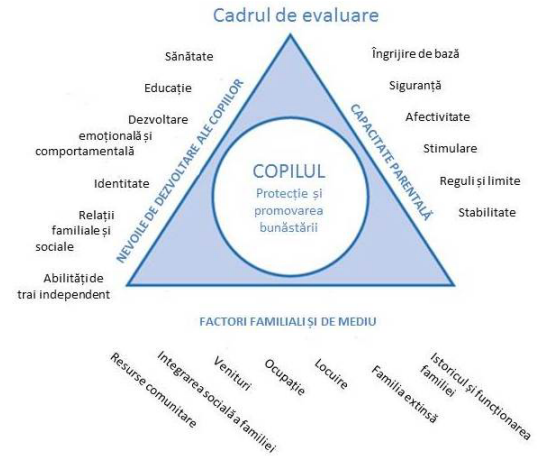 Cadrul de evaluare
Sănătate
Educație
Dezvoltare
emoțională și
comportamentală
Identitate
Relații
familiale și
sociale
Abilități de
trai independent
NEVOILE DE DEZVOLTARE ALE COPIILOR
COPILUL
Protecție și
promovarea
bunăstării
CAPACITATE PARENTALĂ
Îngrijire de bază
Siguranță
Afectivitate
Stimulare
Reguli și limite
Stabilitate
FACTORI FAMILIALI ȘI DE MEDIU
Resurse comunitare
Integrarea socială a familiei
Venituri
Ocupație
Locuire
Familia extinsă
Istoricul și funcționarea
familiei